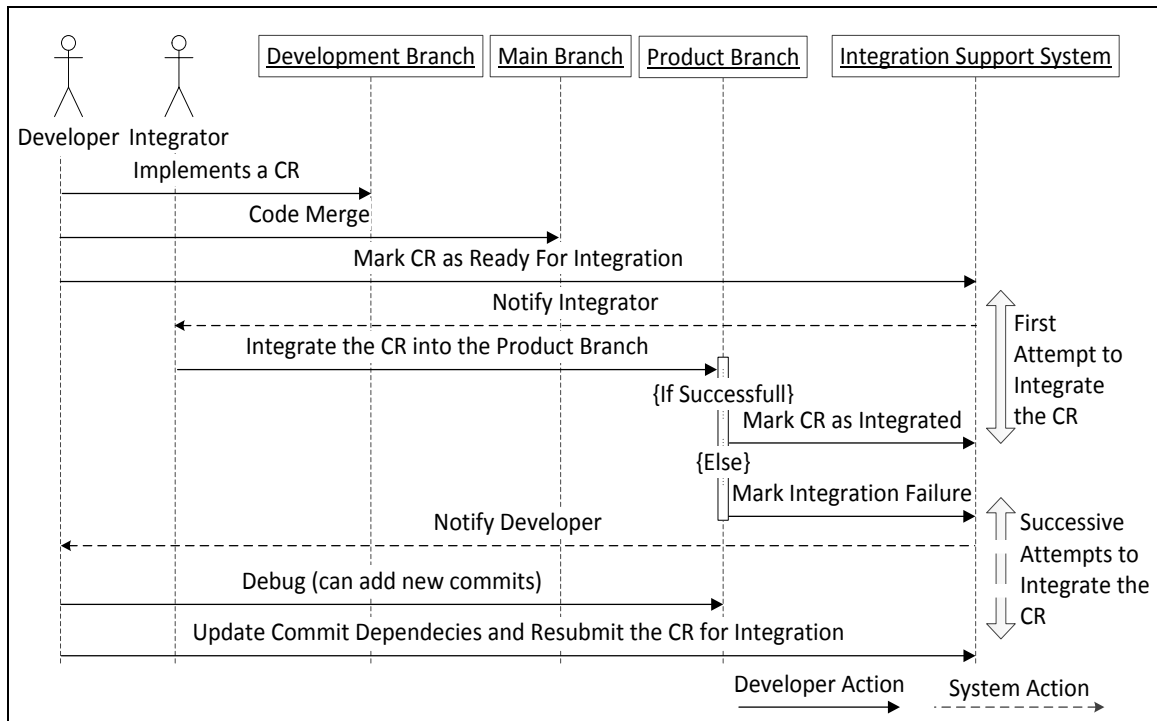 Development Branch
Main Branch
Product Branch
Integration Support System
Developer
Integrator
Implements a CR
Code Merge
Mark CR as Ready For Integration
Notify Integrator
Integrate the CR into the Product Branch
{If Successfull}
Mark CR as Integrated
{Else}
Mark Integration Failure
Notify Developer
Debug (can add new commits)
Update Commit Dependecies and Resubmit the CR for Integration
First
Attempt to
Integrate
the CR
Successive
Attempts to
Integrate the
CR
Developer Action
System Action